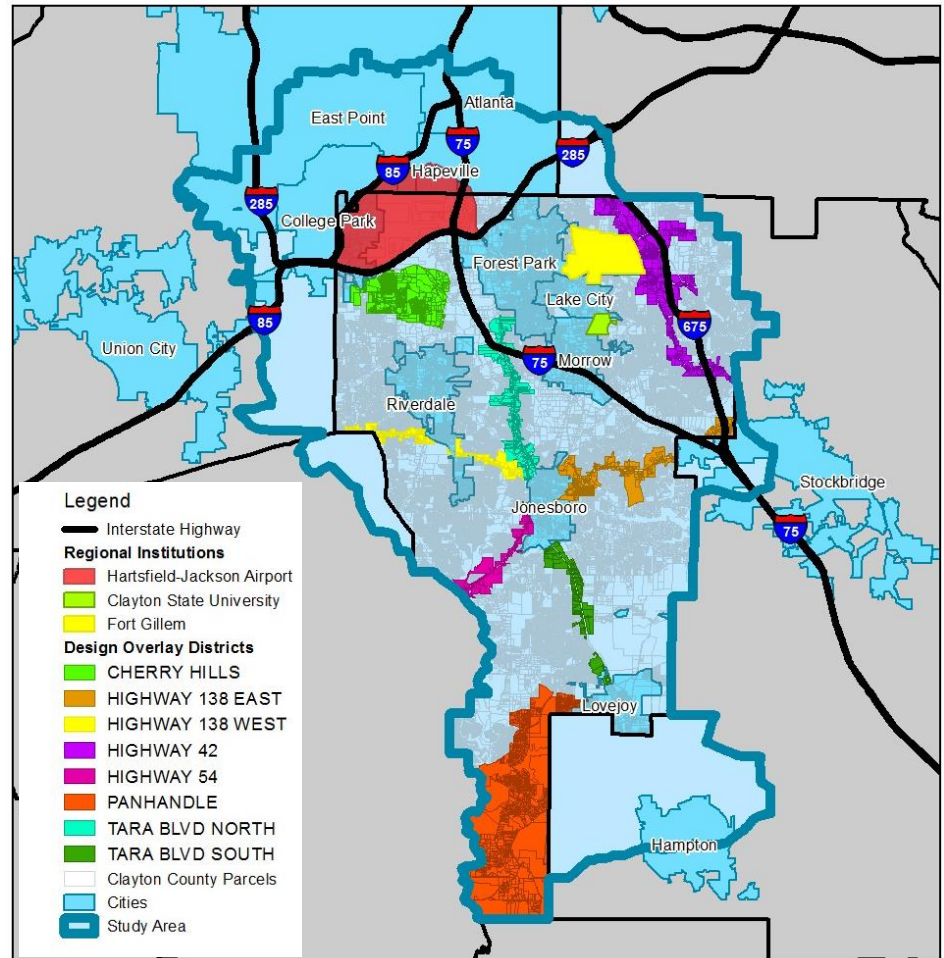 Atlanta
East Point
75
285
85
Hapeville
285
College Park
Forest Park
Lake City
85
675
Union City
75
Morrow
Riverdale
Stockbridge
Jonesboro
75
Lovejoy
Hampton
Legend
Interstate Highway
Regional Institutions
Hartsfield-Jackson Airport
Clayton State University
Fort Gillem
Design Overlay Districts
CHERRY HILLS
HIGHWAY 138 EAST
HIGHWAY 138 WEST
HIGHWAY 42
HIGHWAY 54
PANHANDLE
TARA BLVD NORTH
TARA BLVD SOUTH
Clayton County Parcels
Cities
Study Area